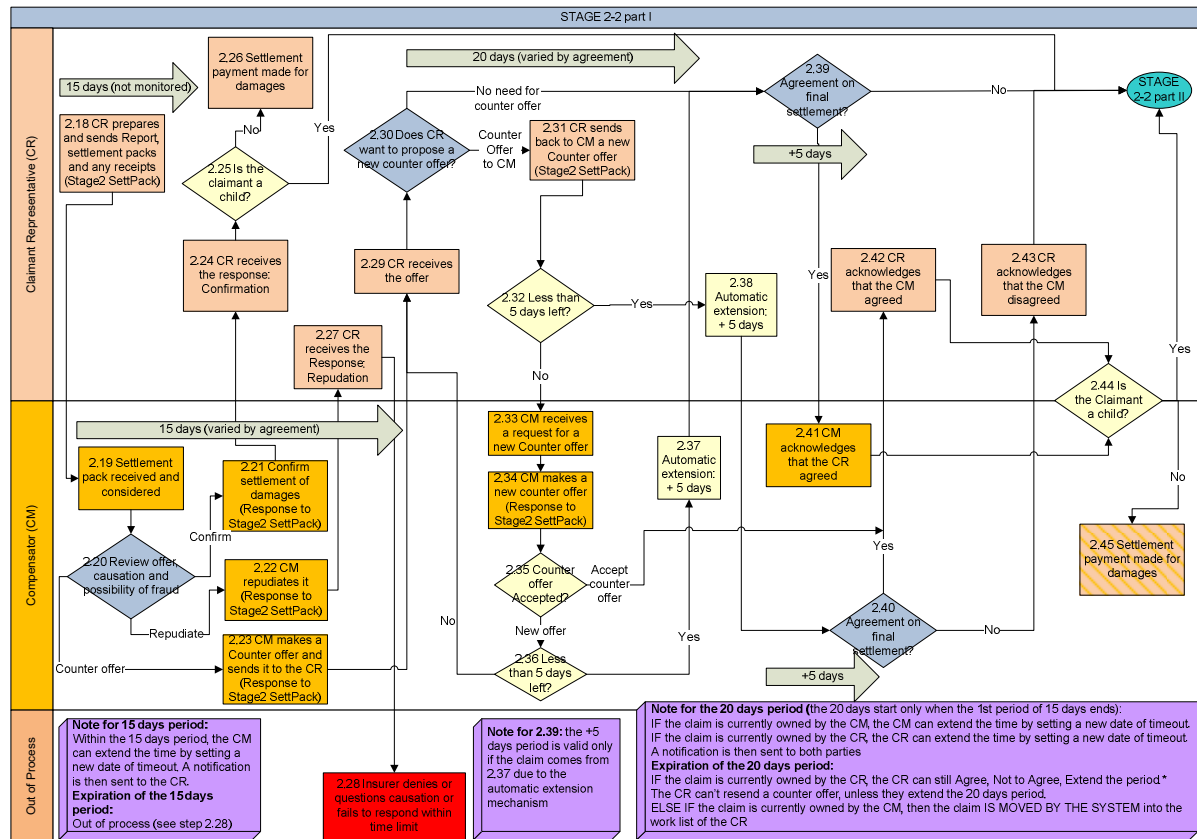 STAGE 2-2 part I
Claimant Representative (CR)
15 days (not monitored)
2.18 CR prepares
and sends Report,
settlement packs
and any receipts
(Stage2 SettPack)
2.26 Settlement
payment made for
damages
No
Yes
2.25 Is the
claimant a
child?
2.24 CR receives
the response:
Confirmation
20 days (varied by agreement)
No need for
counter offer
2.30 Does CR
want to propose a
new counter offer?
Counter
Offer
to CM
2.31 CR sends
back to CM a new
Counter offer
(Stage2 SettPack)
2.29 CR receives
the offer
2.27 CR
receives the
Response:
Repudation
2.32 Less than
5 days left?
Yes
No
2.38
Automatic
extension:
+ 5 days
2.39
Agreement on
final
settlement?
No
+5 days
Yes
STAGE
2-2 part II
2.42 CR
acknowledges
that the CM
agreed
2.43 CR
acknowledges
that the CM
disagreed
Yes
2.44 Is
the Claimant
a child?
No
Compensator (CM)
15 days (varied by agreement)
2.19 Settlement
pack received and
considered
2.20 Review offer,
causation and
possibility of fraud
Confirm
Repudiate
Counter offer
2.21 Confirm
settlement of
damages
(Response to
Stage2 SettPack)
2.22 CM
repudiates it
(Response to
Stage2 SettPack)
2.23 CM makes a
Counter offer and
sends it to the CR
(Response to
Stage2 SettPack)
No
2.33 CM receives
a request for a
new Counter offer
2.34 CM makes a
new counter offer
(Response to
Stage2 SettPack)
2.35 Counter
offer
Accepted?
Accept
counter
offer
New offer
2.36 Less
than 5 days
left?
Yes
2.37
Automatic
extension:
+ 5 days
2.41 CM
acknowledges
that the CR
agreed
Yes
2.40
Agreement on
final
settlement?
No
+5 days
2.45 Settlement
payment made for
damages
Out of Process
Note for 15 days period:
Within the 15 days period, the CM
can extend the time by setting a
new date of timeout. A notification
is then sent to the CR.
Expiration of the 15days
period:
Out of process (see step 2.28)
2.28 Insurer denies or
questions causation or
fails to respond within
time limit
Note for 2.39: the +5
days period is valid only
if the claim comes from
2.37 due to the
automatic extension
mechanism
Note for the 20 days period (the 20 days start only when the 1st period of 15 days ends):
IF the claim is currently owned by the CM, the CM can extend the time by setting a new date of timeout.
IF the claim is currently owned by the CR, the CR can extend the time by setting a new date of timeout.
A notification is then sent to both parties
Expiration of the 20 days period:
IF the claim is currently owned by the CR, the CR can still Agree, Not to Agree, Extend the period.*
The CR can't resend a counter offer, unless they extend the 20 days period.
ELSE IF the claim is currently owned by the CM, then the claim IS MOVED BY THE SYSTEM into the
work list of the CR